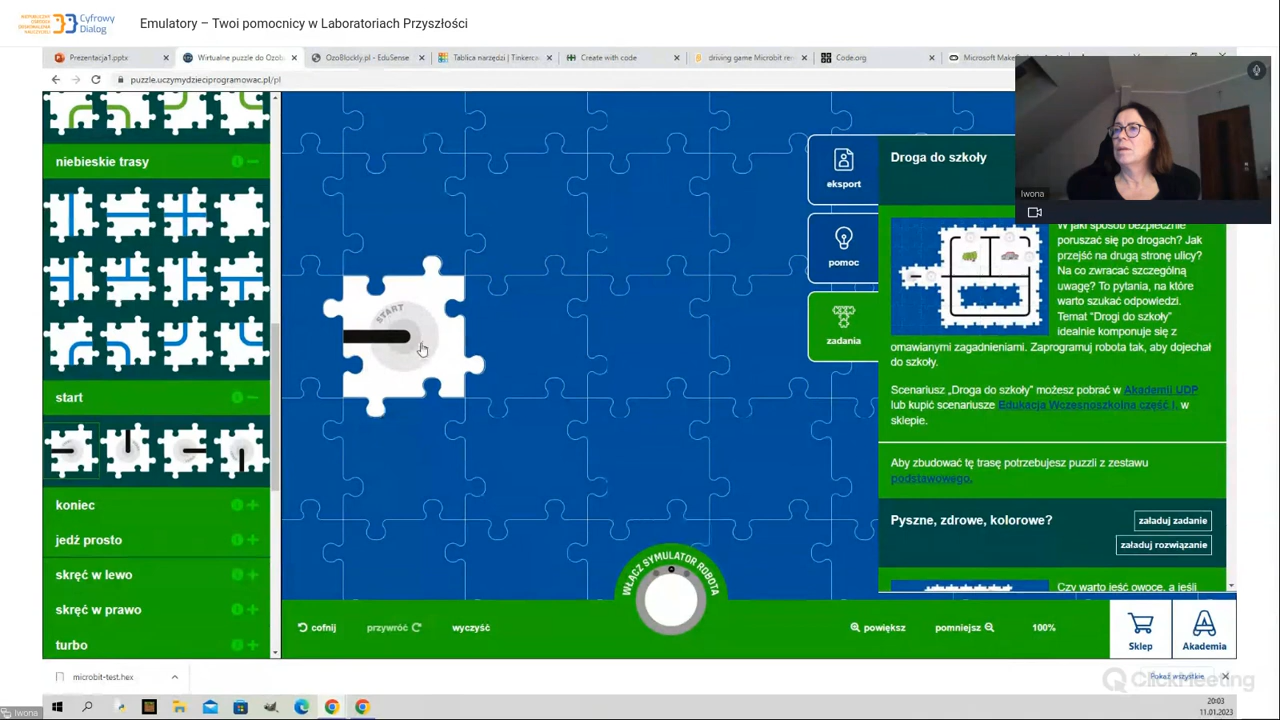 Cyfrowy Dialog
Emulatory – Twoi pomocnicy w Laboratoriach Przyszłości
Prezentacja1.pptx
Wirtualne puzzle do Ozob
OzoBlockly.pl - EduSense
Tablica narzędzi | Tinkerc
Create with code
driving game Microbit re
Code.org
Microsoft Mak
puzzle.uczymydzieciprogramowac.pl/pl
niebieskie trasy
start
koniec
jedź prosto
skręć w lewo
skręć w prawo
turbo
START
eksport
pomoc
zadania
Droga do szkoły
W jaki sposób bezpiecznie
poruszać się po drogach? Jak
przejść na drugą stronę ulicy?
Na co zwracać szczególną
uwagę? To pytania, na które
warto szukać odpowiedzi.
Temat "Drogi do szkoły"
idealnie komponuje się z
omawianymi zagadnieniami. Zaprogramuj robota tak, aby dojechał
do szkoły.
Scenariusz „Droga do szkoły" możesz pobrać w Akademii UDP
lub kupić scenariusze Edukacja Wczesnoszkolna część I. w
sklepie.
Aby zbudować tę trasę potrzebujesz puzzli z zestawu
podstawowego.
Pyszne, zdrowe, kolorowe?
załaduj zadanie
załaduj rozwiązanie
Czy warto jeść owoce, a jeśli
WŁĄCZ SYMULATOR ROBOTA
cofnij
przywróć
wyczyść
powiększ
pomniejsz
100%
Sklep
Akademia
Iwona
microbit-test.hex
Pokaż wszystkie
ClickMeeting
20:03
11.01.2023
Iwona